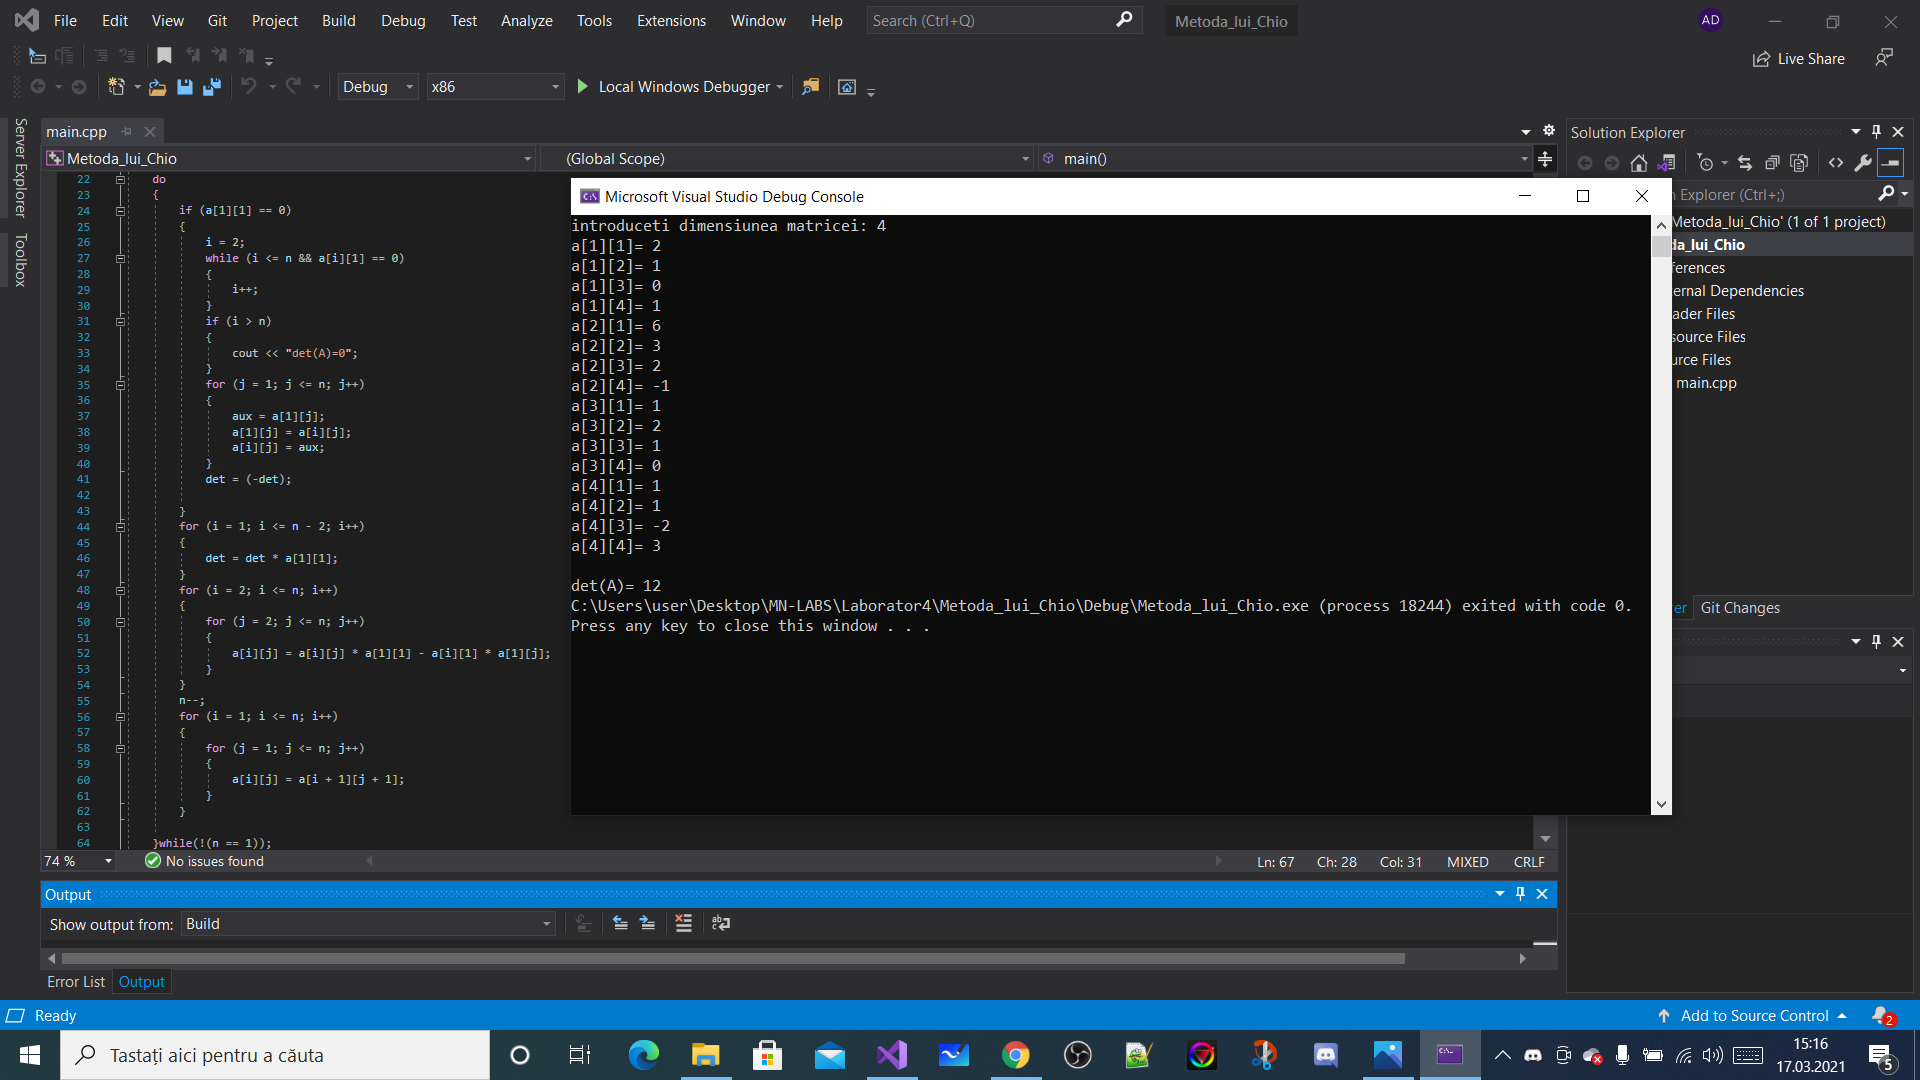 File Edit View Git Project Build Debug Test Analyze Tools Extensions Window Help Search (Ctrl+Q) Metoda_lui_Chio AD
Live Share
Debug x86 Local Windows Debugger
Server Explorer
Toolbox
main.cpp
Metoda_lui_Chio (Global Scope) main()
22 do
23 {
24 if (a[1][1] == 0)
25 {
26 i = 2;
27 while (i <= n && a[i][1] == 0)
28 {
29 i++;
30 }
31 if (i > n)
32 {
33 cout << "det(A)=0";
34 }
35 for (j = 1; j <= n; j++)
36 {
37 aux = a[1][j];
38 a[1][j] = a[i][j];
39 a[i][j] = aux;
40 }
41 det = (-det);
42
43 }
44 for (i = 1; i <= n - 2; i++)
45 {
46 det = det * a[1][1];
47 }
48 for (i = 2; i <= n; i++)
49 {
50 for (j = 2; j <= n; j++)
51 {
52 a[i][j] = a[i][j] * a[1][1] - a[i][1] * a[1][j];
53 }
54 }
55 n--;
56 for (i = 1; i <= n; i++)
57 {
58 for (j = 1; j <= n; j++)
59 {
60 a[i][j] = a[i + 1][j + 1];
61 }
62 }
63
64 }while(!(n == 1));
Microsoft Visual Studio Debug Console
introduceti dimensiunea matricei: 4
a[1][1]= 2
a[1][2]= 1
a[1][3]= 0
a[1][4]= 1
a[2][1]= 6
a[2][2]= 3
a[2][3]= 2
a[2][4]= -1
a[3][1]= 1
a[3][2]= 2
a[3][3]= 1
a[3][4]= 0
a[4][1]= 1
a[4][2]= 1
a[4][3]= -2
a[4][4]= 3
det(A)= 12
C:\Users\user\Desktop\MN-LABS\Laborator4\Metoda_lui_Chio\Debug\Metoda_lui_Chio.exe (process 18244) exited with code 0.
Press any key to close this window . . .
Solution Explorer
n Explorer (Ctrl+;)
Metoda_lui_Chio' (1 of 1 project)
da_lui_Chio
ferences
ernal Dependencies
ader Files
source Files
urce Files
main.cpp
er Git Changes
74 % No issues found Ln: 67 Ch: 28 Col: 31 MIXED CRLF
Output
Show output from: Build
Error List Output
Ready Add to Source Control 2
Tastați aici pentru a căuta
15:16
17.03.2021
5